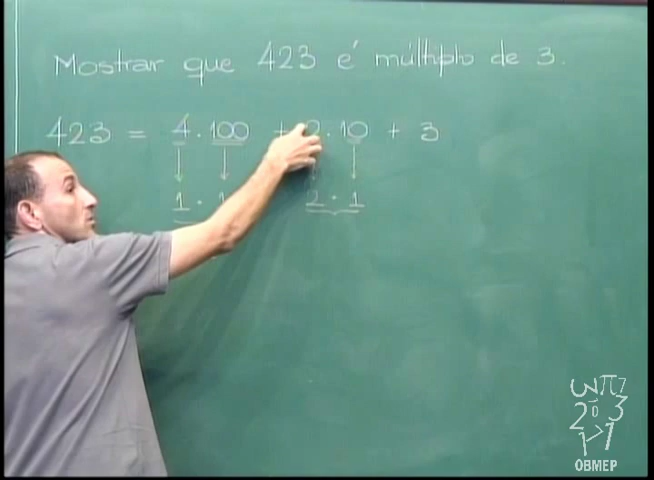 Mostrar que 423 é múltiplo de 3.
423 = 4.100 + 2.10 + 3
1 . 1 2 . 1
OBMEP